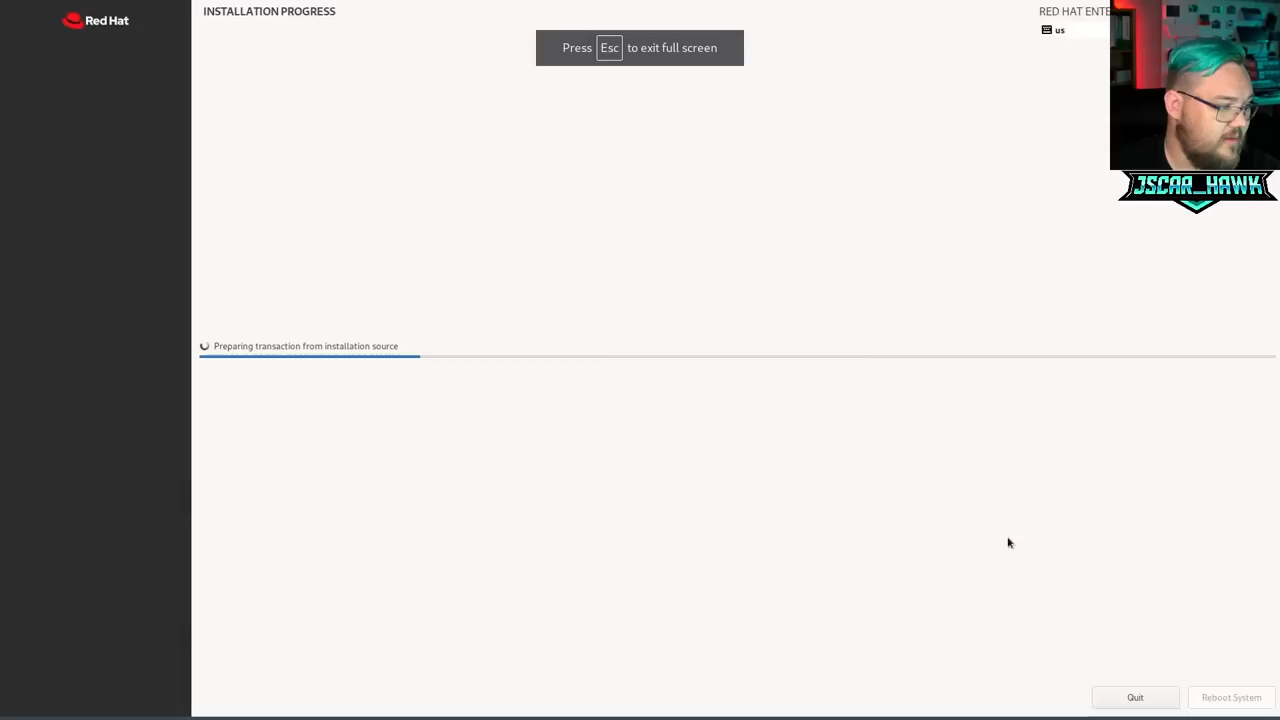 Red Hat
INSTALLATION PROGRESS
RED HAT ENTE
us
Press Esc to exit full screen
JSCAR_HAWK
Preparing transaction from installation source
Quit
Reboot System